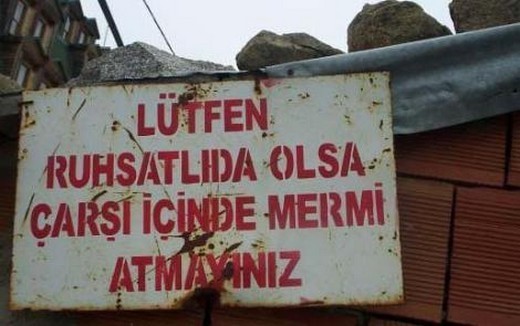 LÜTFEN
RUHSATLIDA OLSA
ÇARŞI İÇİNDE MERMİ
ATMAYINIZ